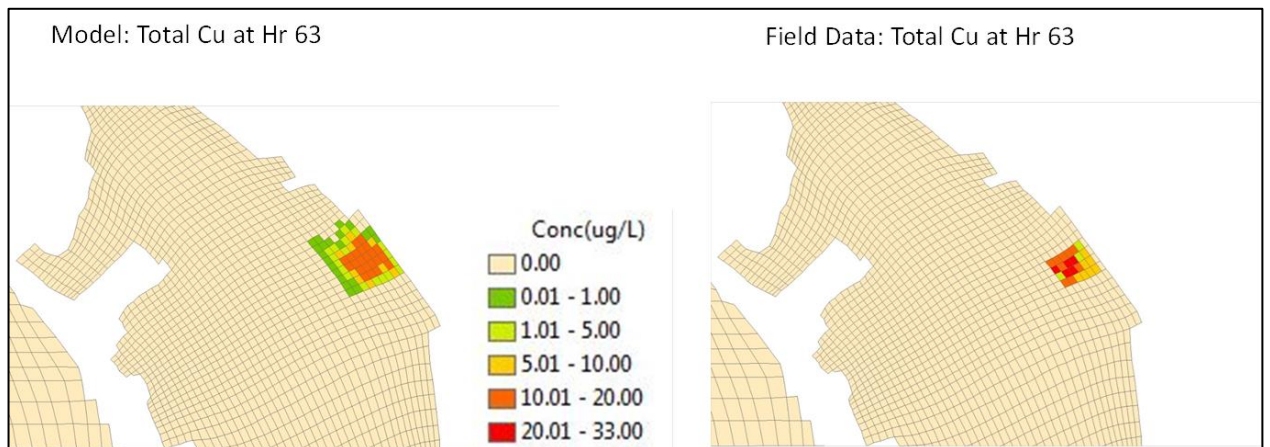 Model: Total Cu at Hr 63
Field Data: Total Cu at Hr 63
Conc(ug/L)
0.00
0.01 - 1.00
1.01 - 5.00
5.01 - 10.00
10.01 - 20.00
20.01 - 33.00